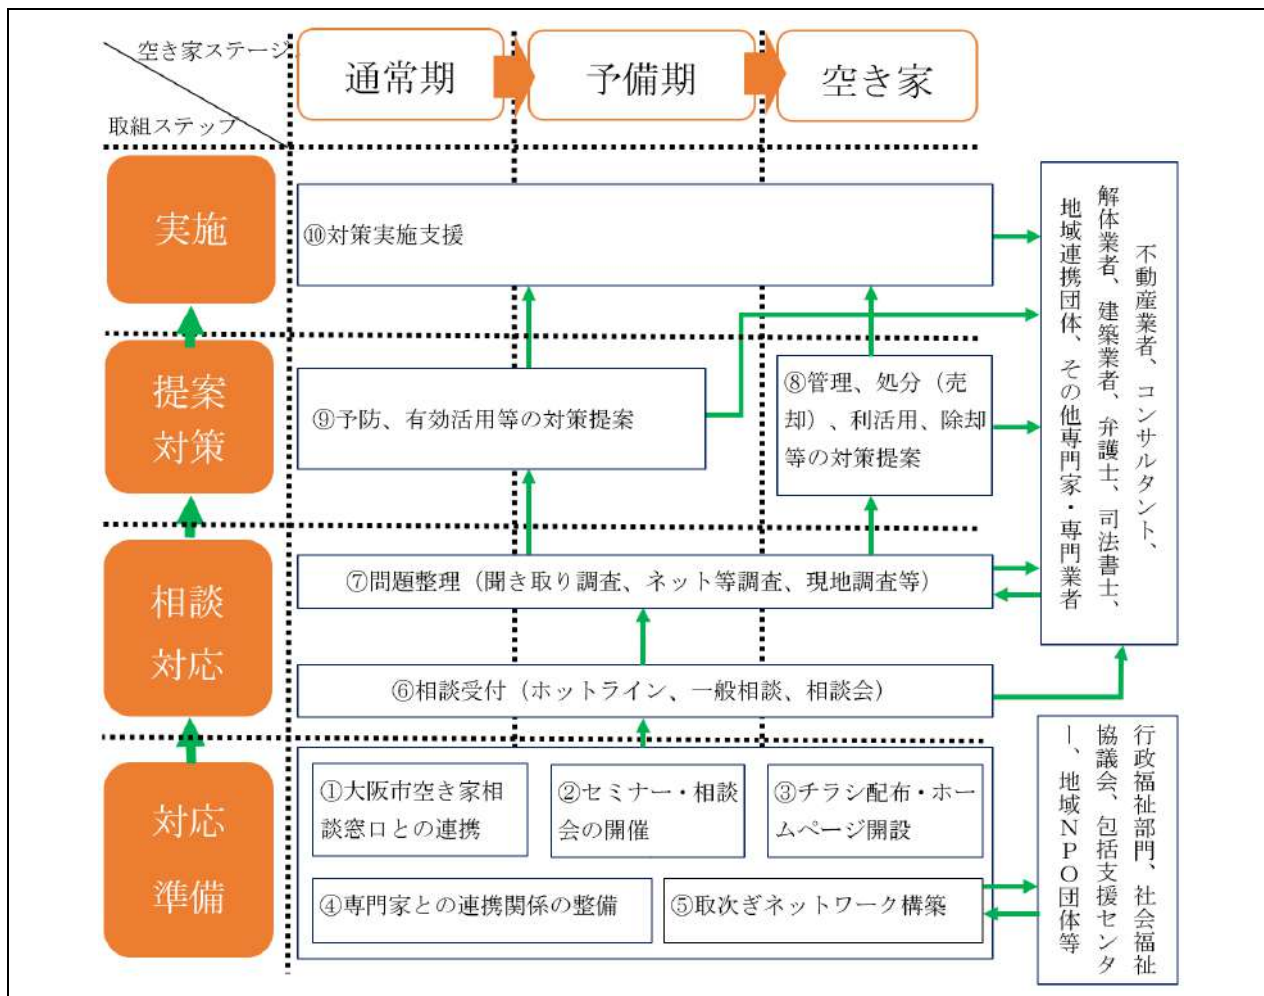 空き家ステージ
取組ステップ
通常期
予備期
空き家
実施
⑩対策実施支援
提案
対策
⑨予防、有効活用等の対策提案
⑧管理、処分（売
却）、利活用、除却
等の対策提案
相談
対応
⑦問題整理（聞き取り調査、ネット等調査、現地調査等）
⑥相談受付（ホットライン、一般相談、相談会）
対応
準備
①大阪市空き家相
談窓口との連携
②セミナー・相談
会の開催
③チラシ配布・ホー
ムページ開設
④専門家との連携関係の整備
⑤取次ぎネットワーク構築
不動産業者、コンサルタント、
解体業者、建築業者、弁護士、司法書士、
地域連携団体、その他専門家・専門業者
行政福祉部門、社会福祉
協議会、包括支援センタ
ー、地域NPO団体等